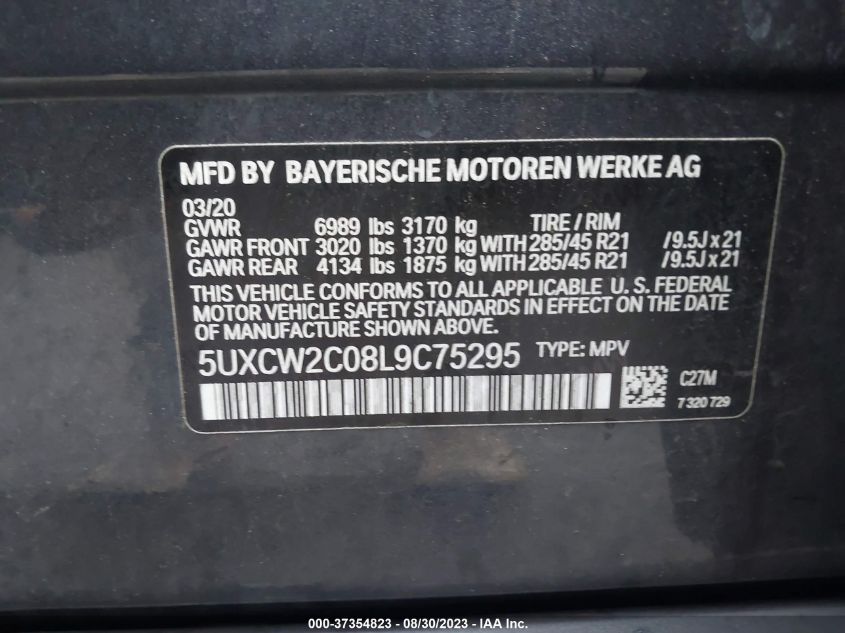 MFD BY BAYERISCHE MOTOREN WERKE AG
03/20
GVWR 6989 lbs 3170 kg TIRE / RIM
GAWR FRONT 3020 lbs 1370 kg WITH 285/45 R21 /9.5J x 21
GAWR REAR 4134 lbs 1875 kg WITH 285/45 R21 /9.5J x 21
THIS VEHICLE CONFORMS TO ALL APPLICABLE U. S. FEDERAL
MOTOR VEHICLE SAFETY STANDARDS IN EFFECT ON THE DATE
OF MANUFACTURE SHOWN ABOVE.
5UXCW2C08L9C75295 TYPE: MPV
C27M
7 320 729
000-37354823 - 08/30/2023 - IAA Inc.